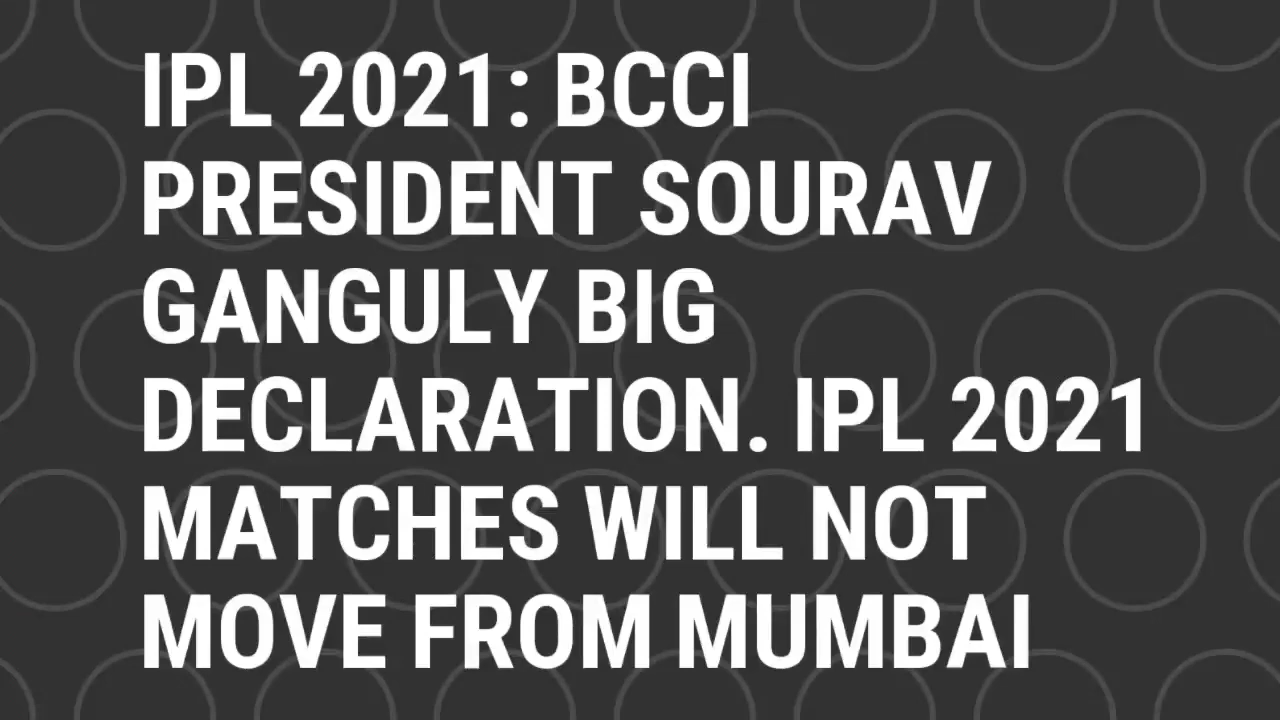 IPL 2021: BCCI
PRESIDENT SOURAV
GANGULY BIG
DECLARATION. IPL 2021
MATCHES WILL NOT
MOVE FROM MUMBAI